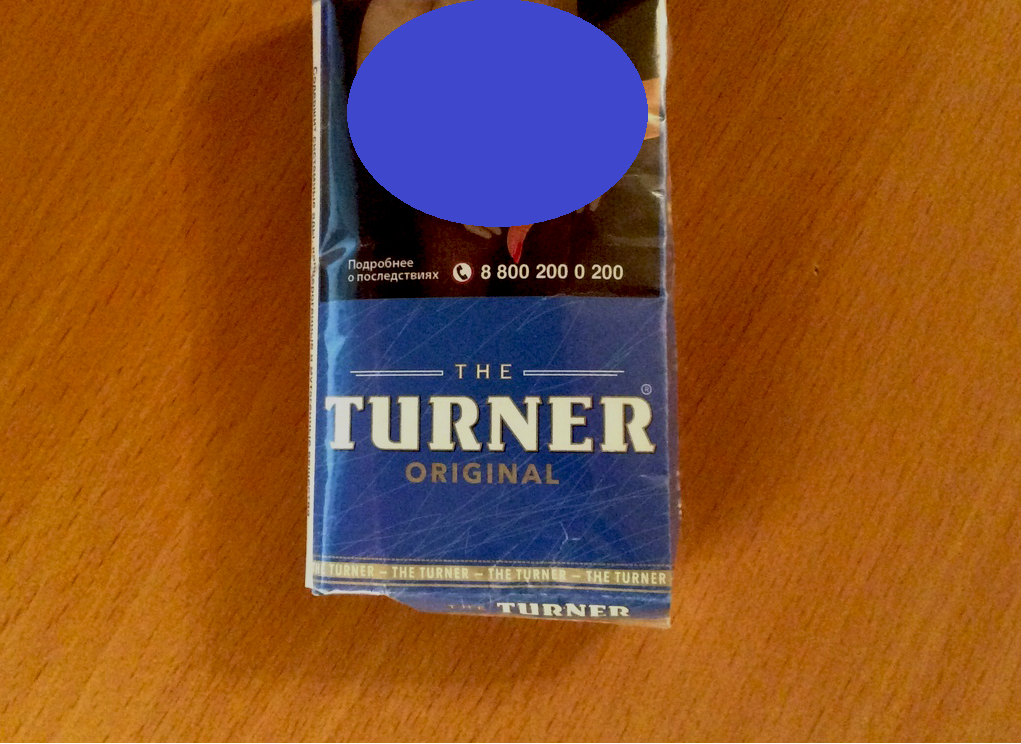 Подробнее
о последствиях
8 800 200 0 200
THE
TURNER®
ORIGINAL
TURNER – THE TURNER – THE TURNER – THE TURNER
THE TURNER